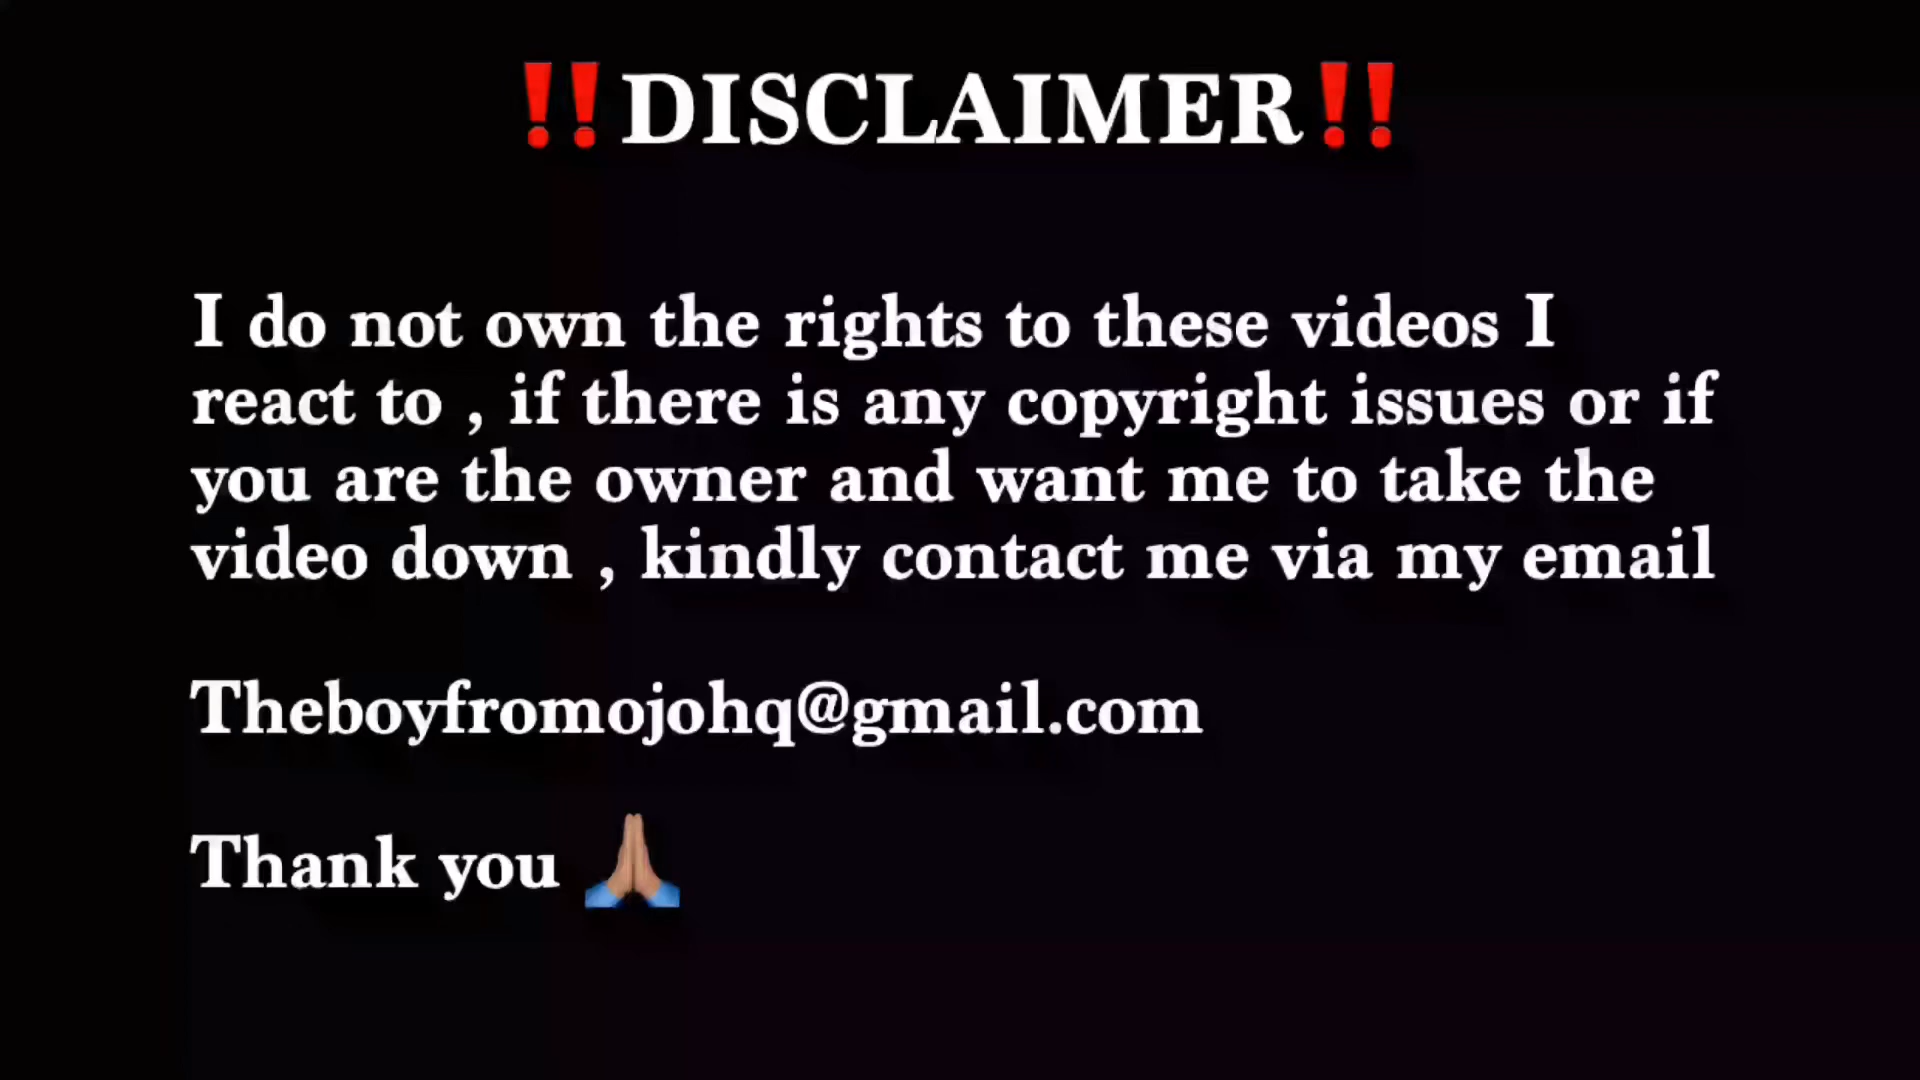 ‼️DISCLAIMER‼️
I do not own the rights to these videos I
react to , if there is any copyright issues or if
you are the owner and want me to take the
video down , kindly contact me via my email
Theboyfromojohq@gmail.com
Thank you 🙏🏽